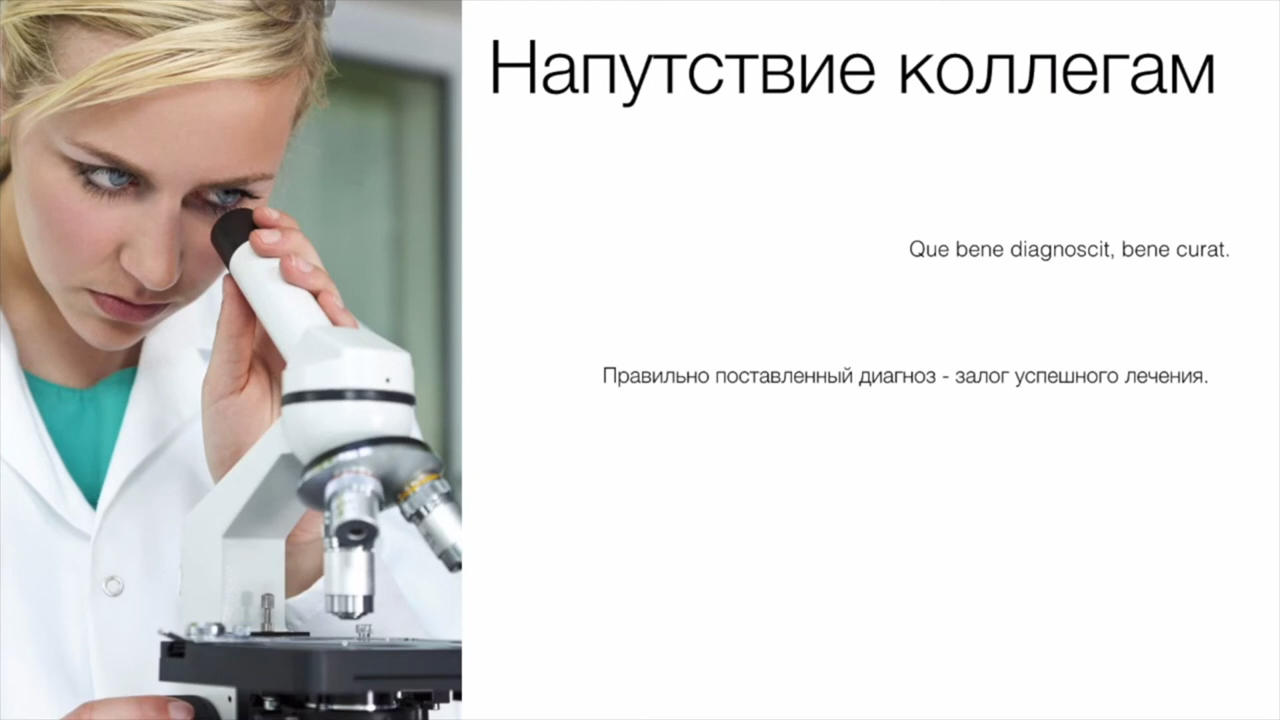 Напутствие коллегам
Que bene diagnoscit, bene curat.
Правильно поставленный диагноз - залог успешного лечения.